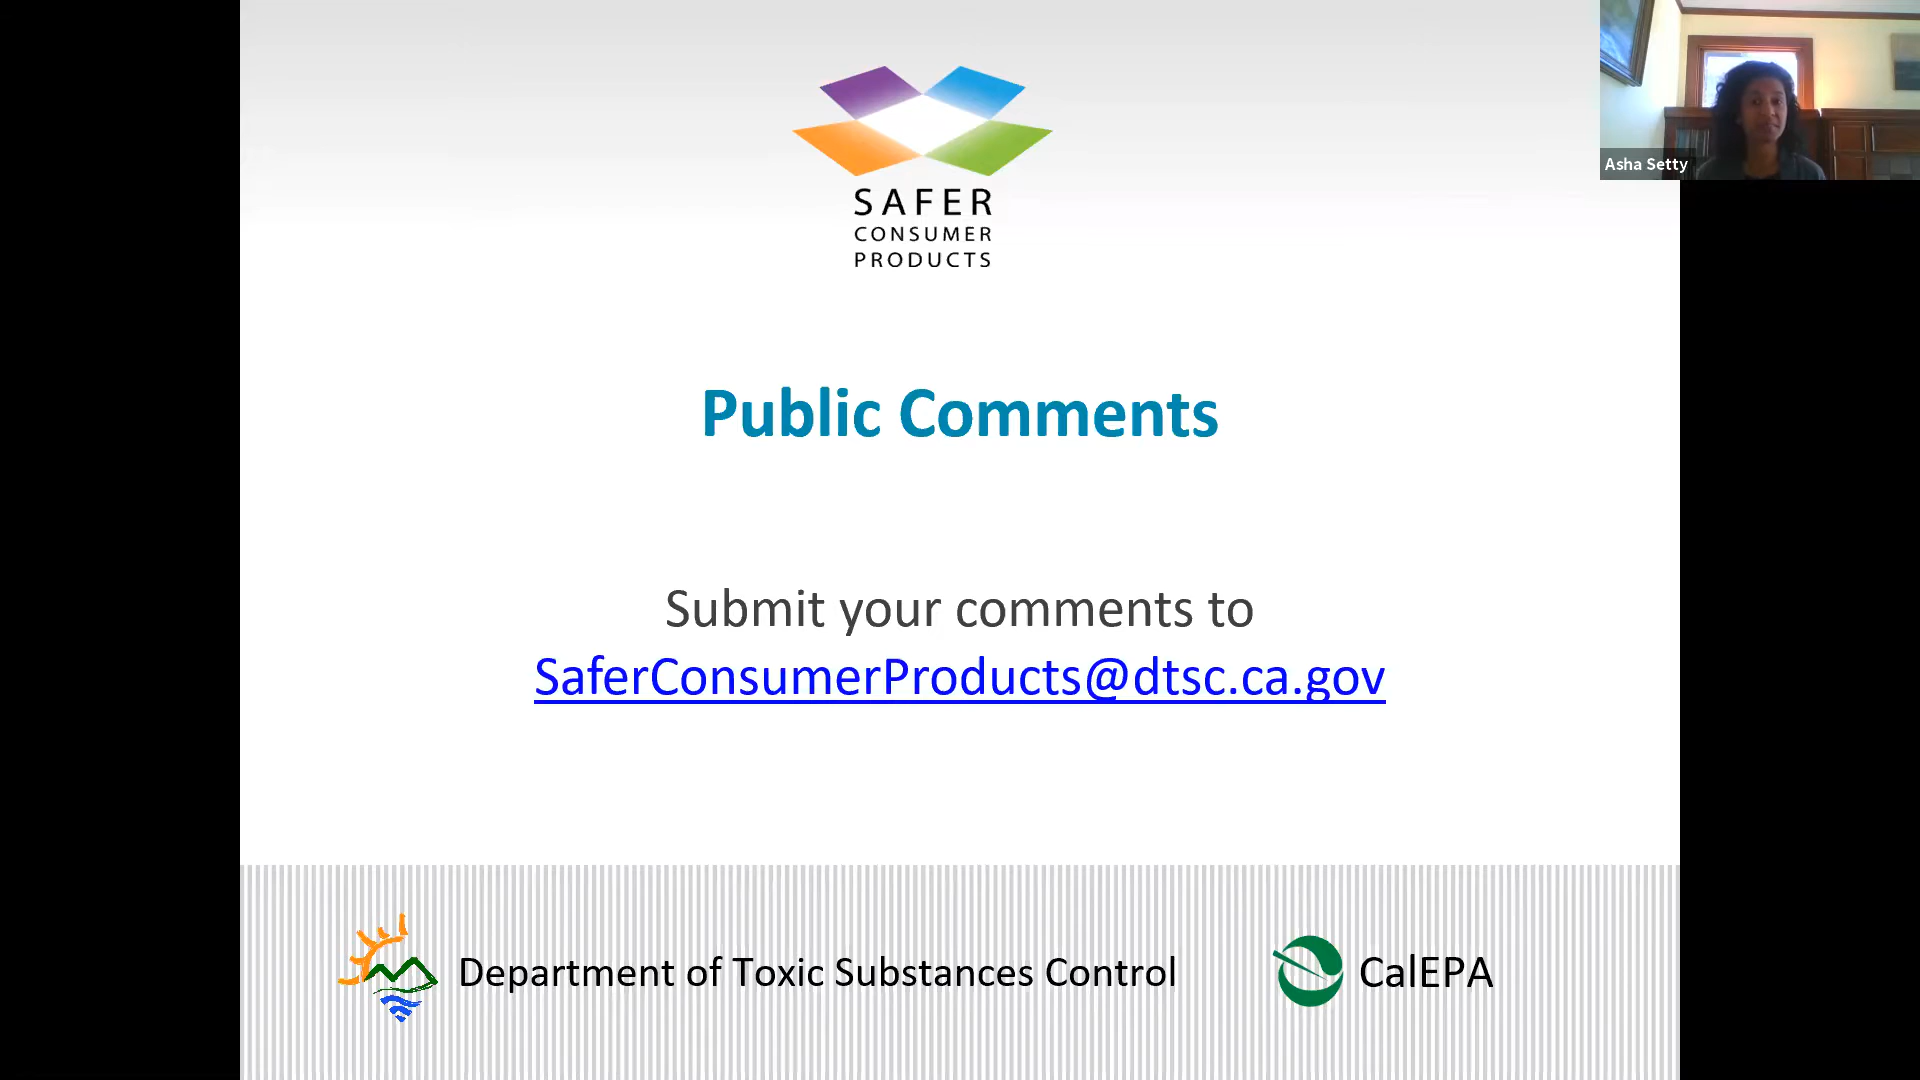 SAFER
CONSUMER
PRODUCTS
Asha Setty
Public Comments
Submit your comments to
SaferConsumerProducts@dtsc.ca.gov
Department of Toxic Substances Control
CalEPA